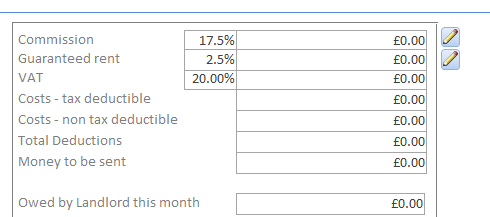 Commission 17.5% £0.00
Guaranteed rent 2.5% £0.00
VAT 20.00% £0.00
Costs - tax deductible £0.00
Costs - non tax deductible £0.00
Total Deductions £0.00
Money to be sent £0.00
Owed by Landlord this month £0.00